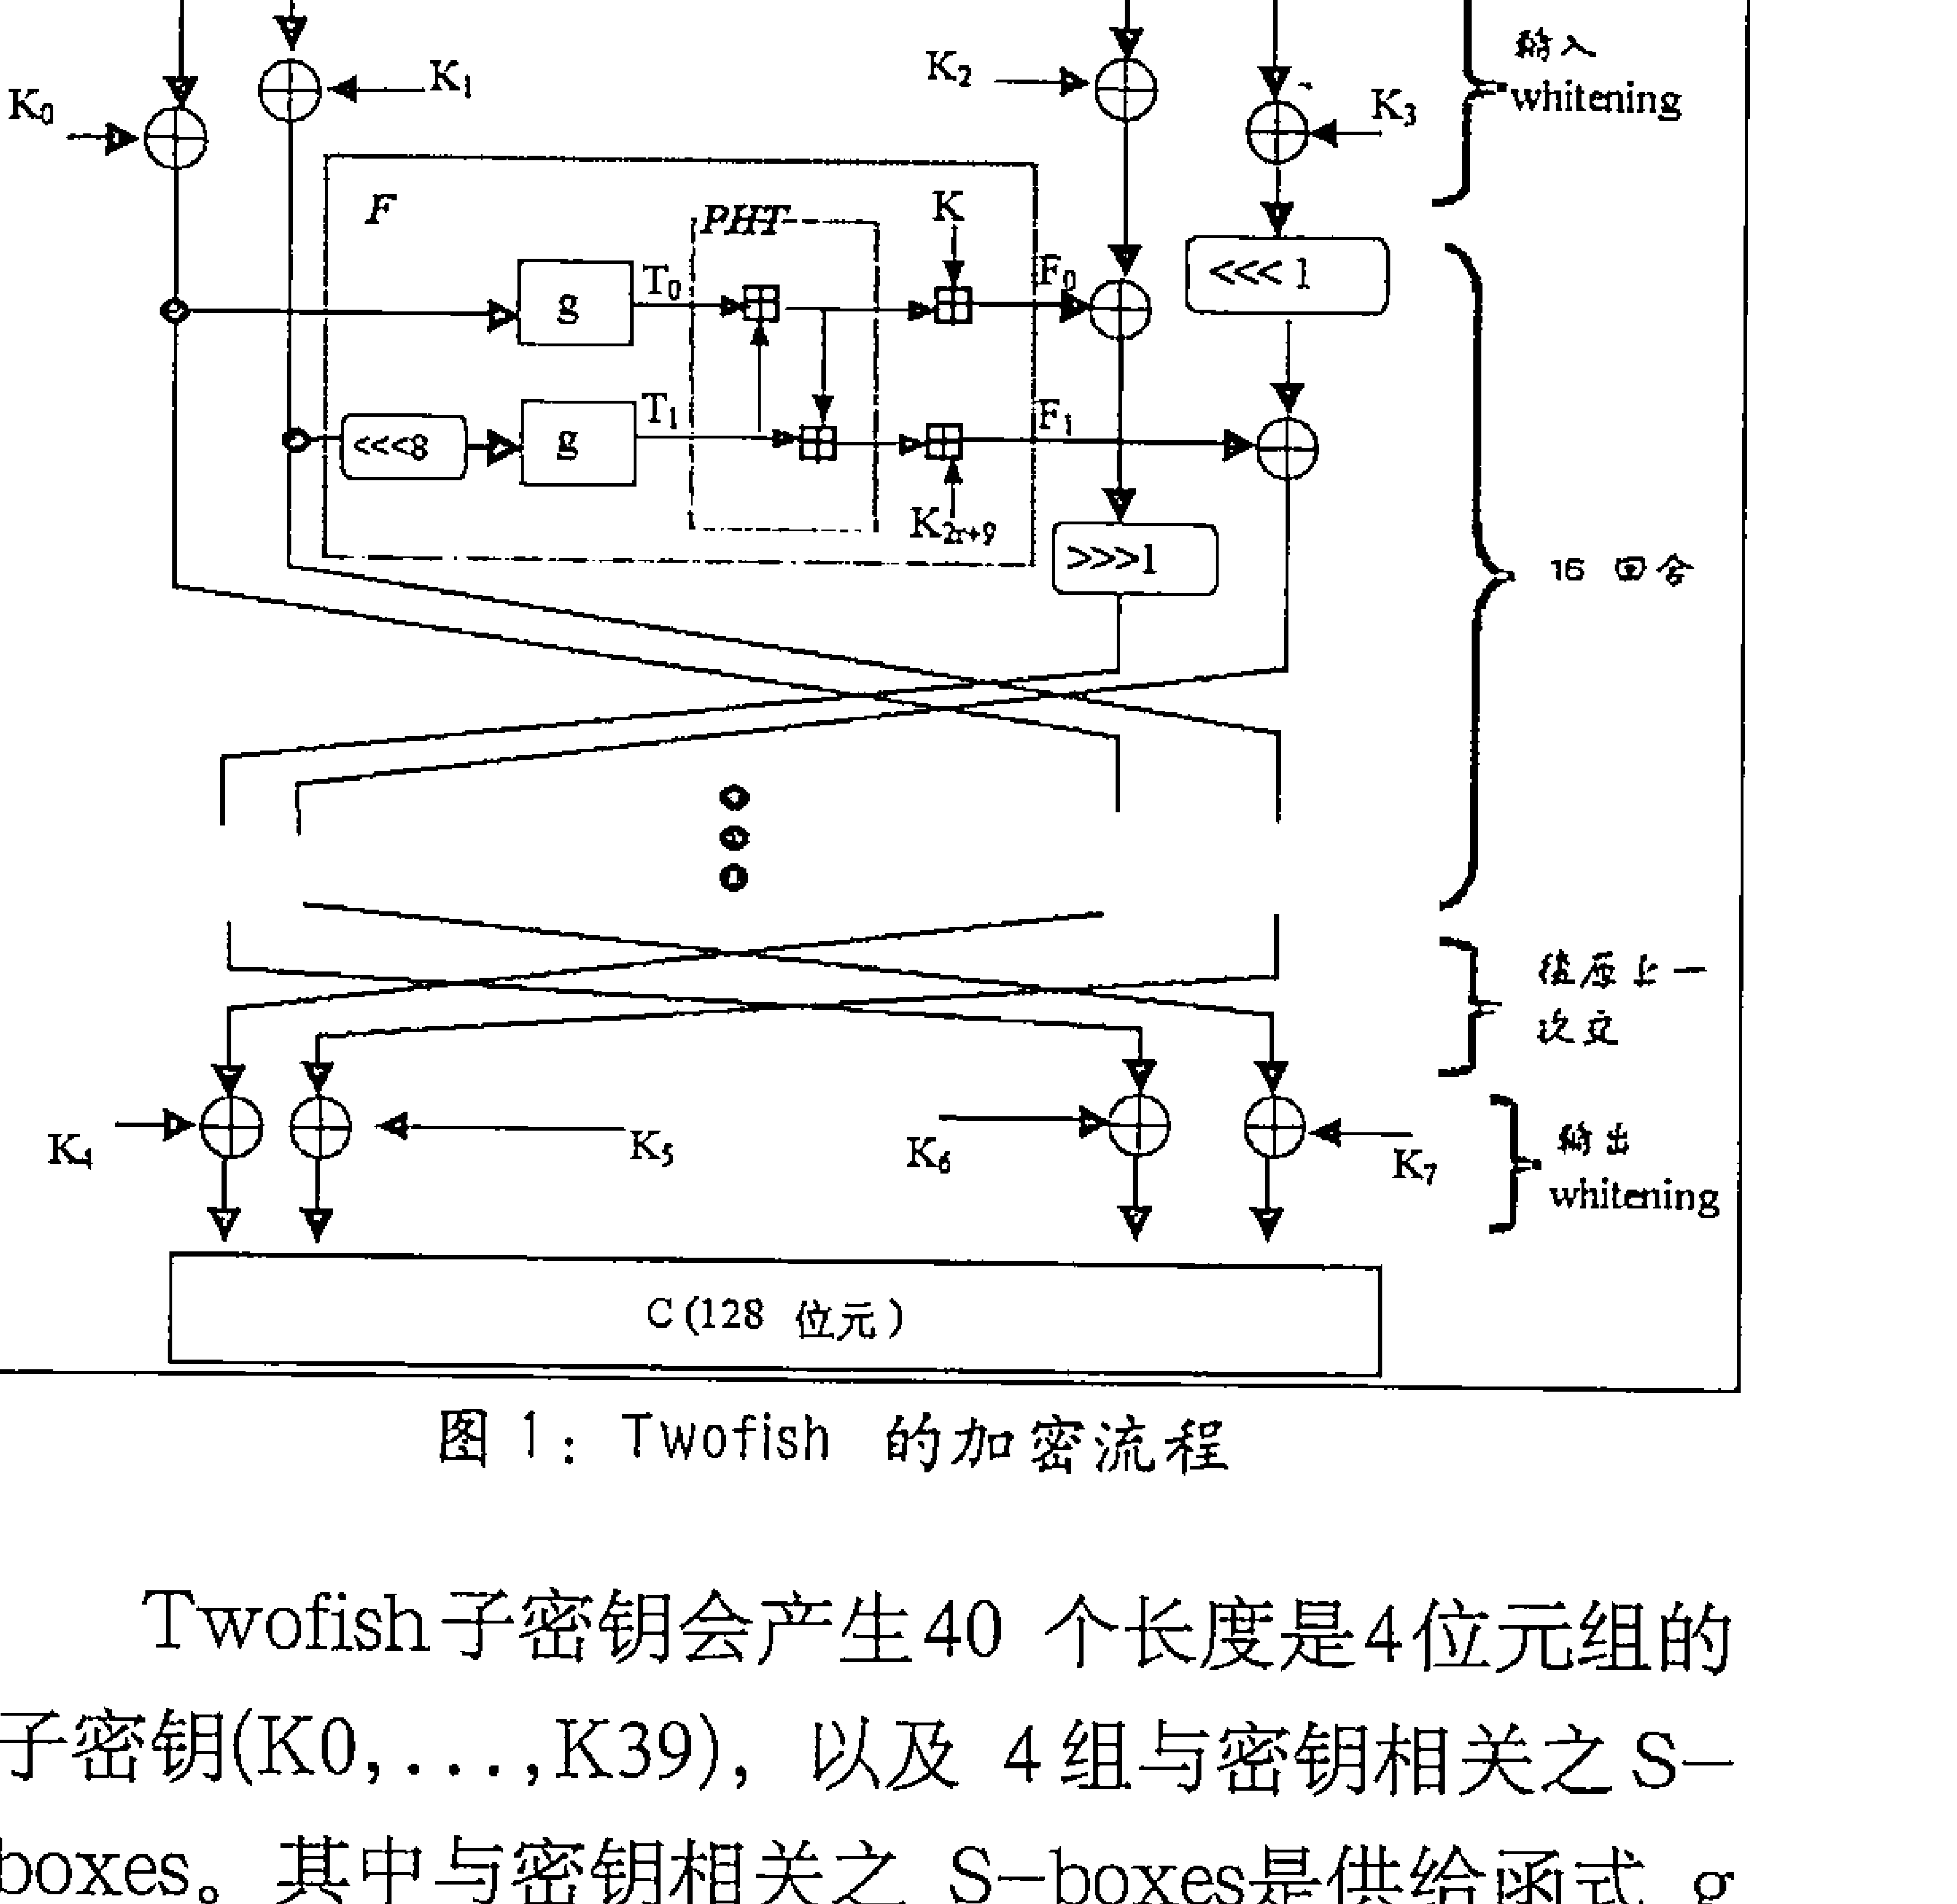 输入
whitening
K0
K1
K2
K3
F
PHT
K
g
T0
F0
<<< 1
<<<8
g
T1
F1
K2r+9
>>>1
16 回合
复原上一
次交
K4
K5
K6
K7
输出
whitening
C(128 位元)
图 1: Twofish 的加密流程
Twofish子密钥会产生40 个长度是4位元组的
子密钥(K0,...,K39), 以及 4组与密钥相关之S-
boxes。其中与密钥相关之 S-boxes是供给函式 g